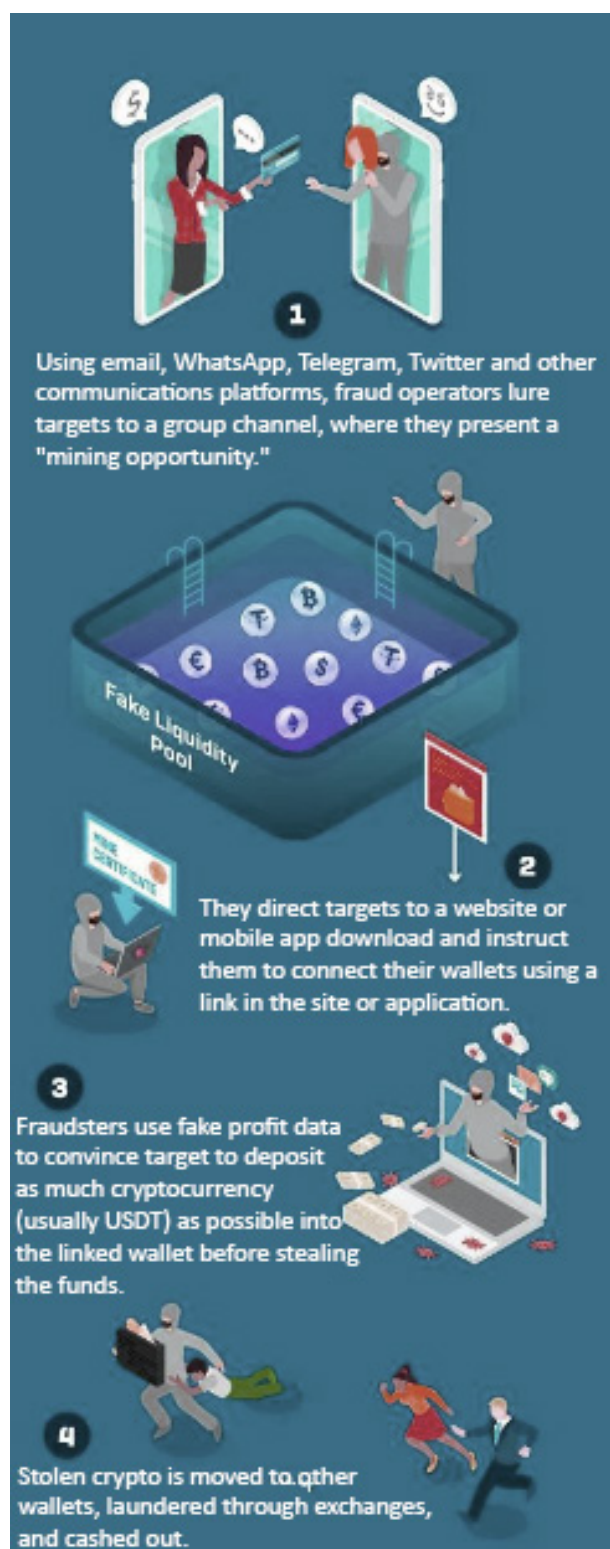 1
Using email, WhatsApp, Telegram, Twitter and other
communications platforms, fraud operators lure
targets to a group channel, where they present a
"mining opportunity."
Fake Liquidity
Pool
MINE
CERTIFICATE
2
They direct targets to a website or
mobile app download and instruct
them to connect their wallets using a
link in the site or application.
3
Fraudsters use fake profit data
to convince target to deposit
as much cryptocurrency
(usually USDT) as possible into
the linked wallet before stealing
the funds.
4
Stolen crypto is moved to other
wallets, laundered through exchanges,
and cashed out.